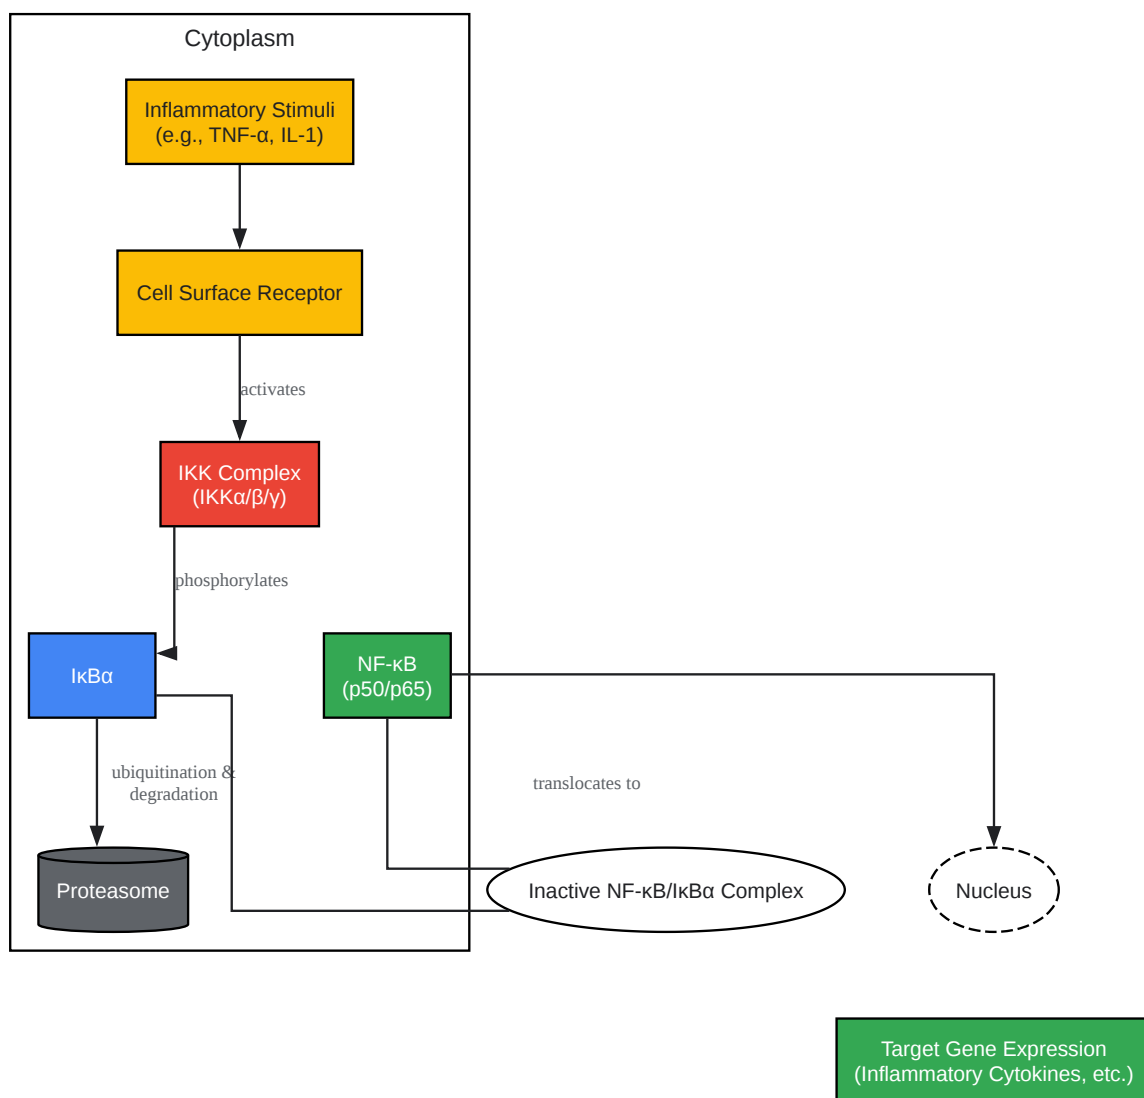 Cytoplasm
Inflammatory Stimuli
(e.g., TNF-α, IL-1)
Cell Surface Receptor
activates
IKK Complex
(IKKα/β/γ)
phosphorylates
IκBα
NF-κB
(p50/p65)
ubiquitination &
degradation
translocates to
Proteasome
Inactive NF-κB/IκBα Complex
Nucleus
Target Gene Expression
(Inflammatory Cytokines, etc.)